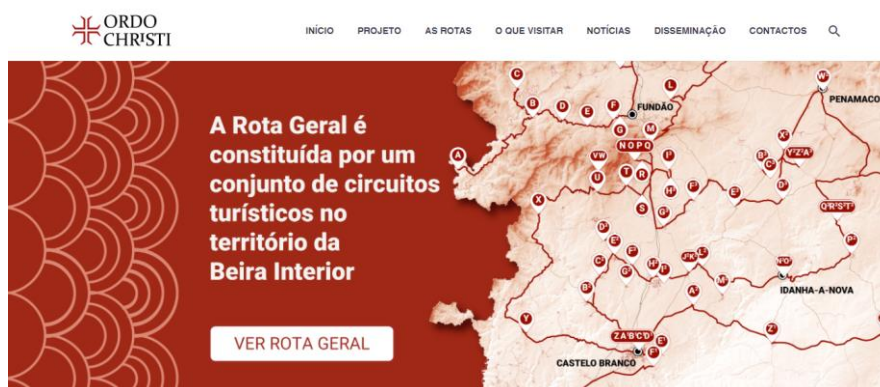 ORDO
CHRISTI
INÍCIO PROJETO AS ROTAS O QUE VISITAR NOTÍCIAS DISSEMINAÇÃO CONTACTOS
A Rota Geral é
constituída por um
conjunto de circuitos
turísticos no
território da
Beira Interior
VER ROTA GERAL
C
B
D
E
F
FUNDÃO
L
W
PENAMACO
G
M
A
N O P Q
V W
U
T
R
S
X
IDANHA-A-NOVA
Y
CASTELO BRANCO